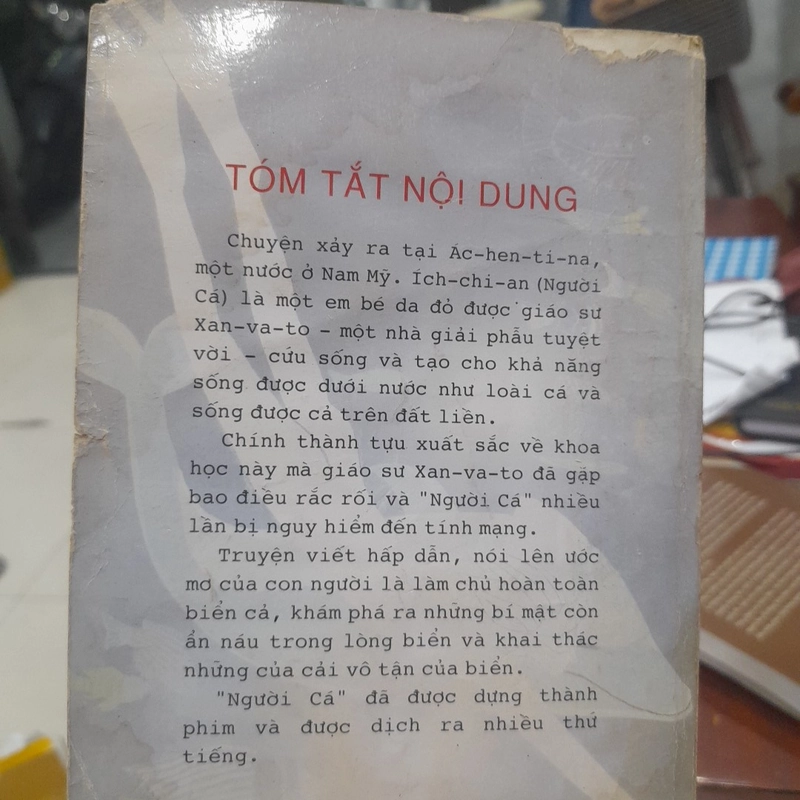 TÓM TẮT NỘI DUNG
Chuyện xảy ra tại Ác-hen-ti-na,
một nước ở Nam Mỹ. Ích-chi-an (Người
Cá) là một em bé da đỏ được giáo sư
Xan-va-to - một nhà giải phẫu tuyệt
vời - cứu sống và tạo cho khả năng
sống được dưới nước như loài cá và
sống được cả trên đất liền.
Chính thành tựu xuất sắc về khoa
học này mà giáo sư Xan-va-to đã gặp
bao điều rắc rối và "Người Cá" nhiều
lần bị nguy hiểm đến tính mạng.
Truyện viết hấp dẫn, nói lên ước
mơ của con người là làm chủ hoàn toàn
biển cả, khám phá ra những bí mật còn
ẩn náu trong lòng biển và khai thác
những của cải vô tận của biển.
"Người Cá" đã được dựng thành
phim và được dịch ra nhiều thứ
tiếng.